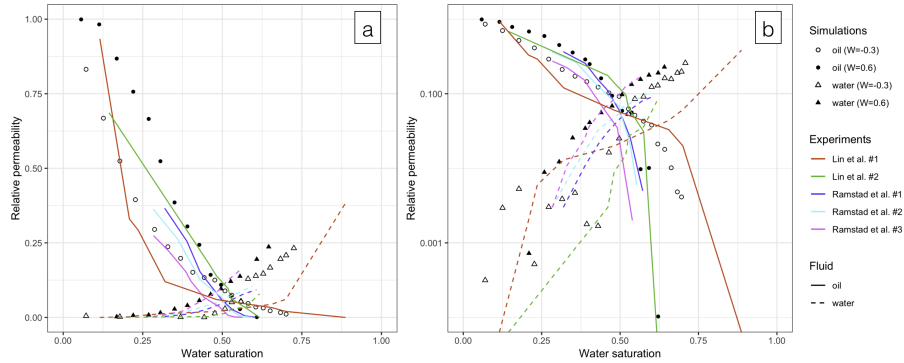 a
Relative permeability
1.00
0.75
0.50
0.25
0.00
0.00 0.25 0.50 0.75 1.00
Water saturation
b
Relative permeability
0.100
0.001
0.00 0.25 0.50 0.75 1.00
Water saturation
Simulations
oil (W=-0.3)
oil (W=0.6)
water (W=-0.3)
water (W=0.6)
Experiments
Lin et al. #1
Lin et al. #2
Ramstad et al. #1
Ramstad et al. #2
Ramstad et al. #3
Fluid
oil
water